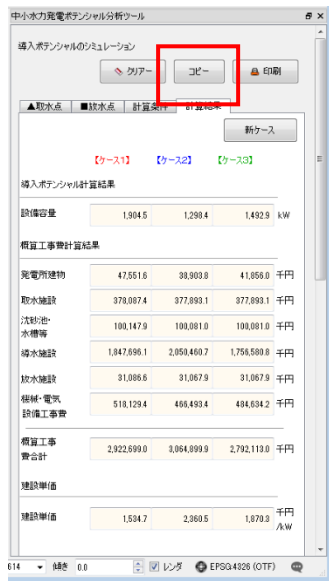 中小水力発電ポテンシャル分析ツール
導入ポテンシャルのシミュレーション
クリアー コピー 印刷
▲取水点 ■放水点 計算条件 計算結果
新ケース
【ケース1】 【ケース2】 【ケース3】
導入ポテンシャル計算結果
設備容量 1,904.5 1,298.4 1,492.9 kW
概算工事費計算結果
発電所建物 47,551.6 38,903.8 41,856.0 千円
取水施設 378,087.4 377,893.1 377,893.1 千円
沈砂池・
水槽等 100,147.9 100,081.0 100,081.0 千円
導水施設 1,847,696.1 2,050,460.7 1,756,580.8 千円
放水施設 31,086.6 31,067.9 31,067.9 千円
機械・電気
設備工事費 518,129.4 466,493.4 484,634.2 千円
概算工事
費合計 2,922,699.0 3,064,899.9 2,792,113.0 千円
建設単価
建設単価 1,534.7 2,360.5 1,870.3 千円
/kW
614 傾き 0.0 レンダ EPSG:4326 (OTF)